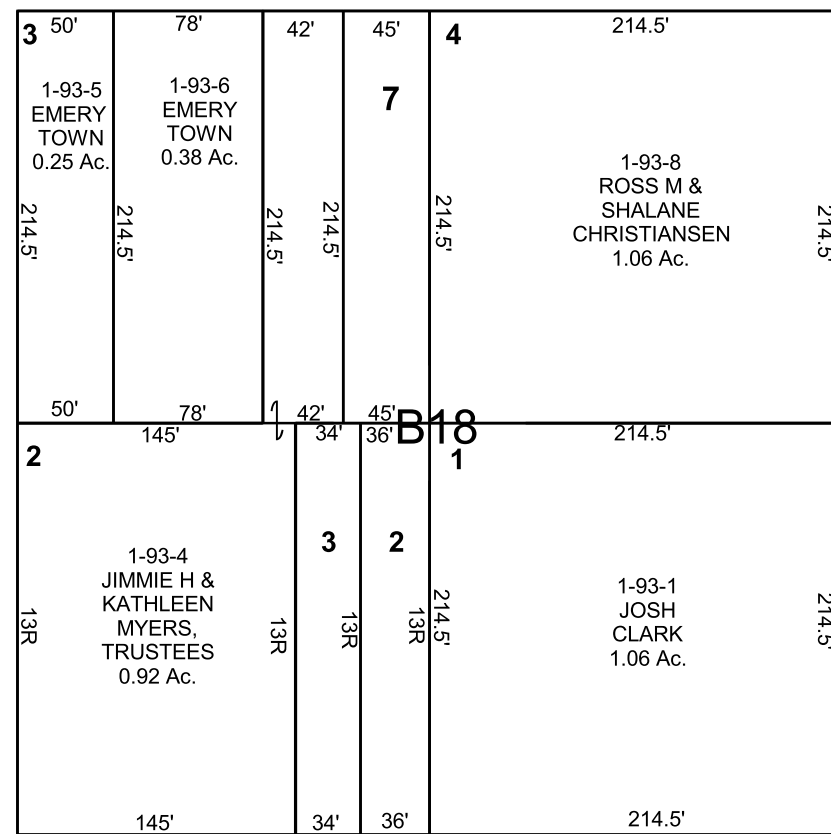 3
50'
78'
42'
45'
4
214.5'
1-93-5
EMERY
TOWN
0.25 Ac.
1-93-6
EMERY
TOWN
0.38 Ac.
7
1-93-8
ROSS M &
SHALANE
CHRISTIANSEN
1.06 Ac.
214.5'
214.5'
214.5'
214.5'
214.5'
214.5'
50'
78'
42'
45'
B18
2
145'
34'
36'
1
214.5'
3
2
1-93-4
JIMMIE H &
KATHLEEN
MYERS,
TRUSTEES
0.92 Ac.
1-93-1
JOSH
CLARK
1.06 Ac.
13R
13R
13R
13R
214.5'
214.5'
145'
34'
36'
214.5'